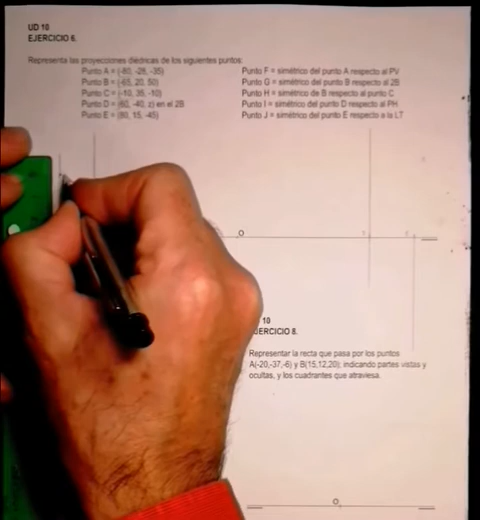 UD 10
EJERCICIO 6.
Representa las proyecciones diédricas de los siguientes puntos:
Punto A = (-80, -28, -35)
Punto B = (-65, 20, 50)
Punto C = (-10, 35, -10)
Punto D = (60, -40, z) en el 2B
Punto E = (80, 15, -45)
Punto F = simétrico del punto A respecto al PV
Punto G = simétrico del punto B respecto al 2B
Punto H = simétrico de B respecto al punto C
Punto I = simétrico del punto D respecto al PH
Punto J = simétrico del punto E respecto a la LT
O
10
ERCICIO 8.
Representar la recta que pasa por los puntos
A(-20,-37,-6) y B(15,12,20); indicando partes vistas y
ocultas, y los cuadrantes que atraviesa.
O